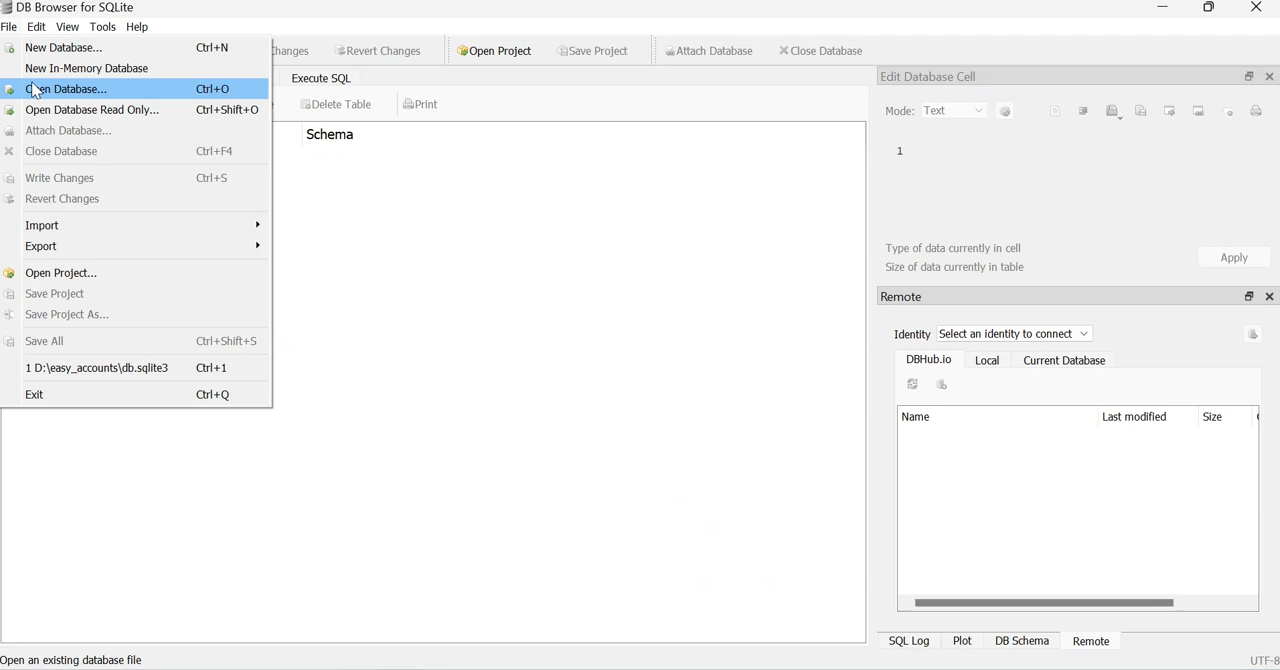 DB Browser for SQLite
File Edit View Tools Help
New Database... Ctrl+N
New In-Memory Database
Database... Ctrl+O
Open Database Read Only... Ctrl+Shift+O
Attach Database...
Close Database Ctrl+F4
Write Changes Ctrl+S
Revert Changes
Import
Export
Open Project...
Save Project
Save Project As...
Save All Ctrl+Shift+S
1 D:\easy_accounts\db.sqlite3 Ctrl+1
Exit Ctrl+Q
Revert Changes Open Project Save Project Attach Database Close Database
Execute SQL
Delete Table Print
Schema
Edit Database Cell
Mode: Text
1
Type of data currently in cell
Size of data currently in table
Apply
Remote
Identity Select an identity to connect
DBHub.io Local Current Database
Name Last modified Size
SQL Log Plot DB Schema Remote
Open an existing database file
UTF-8